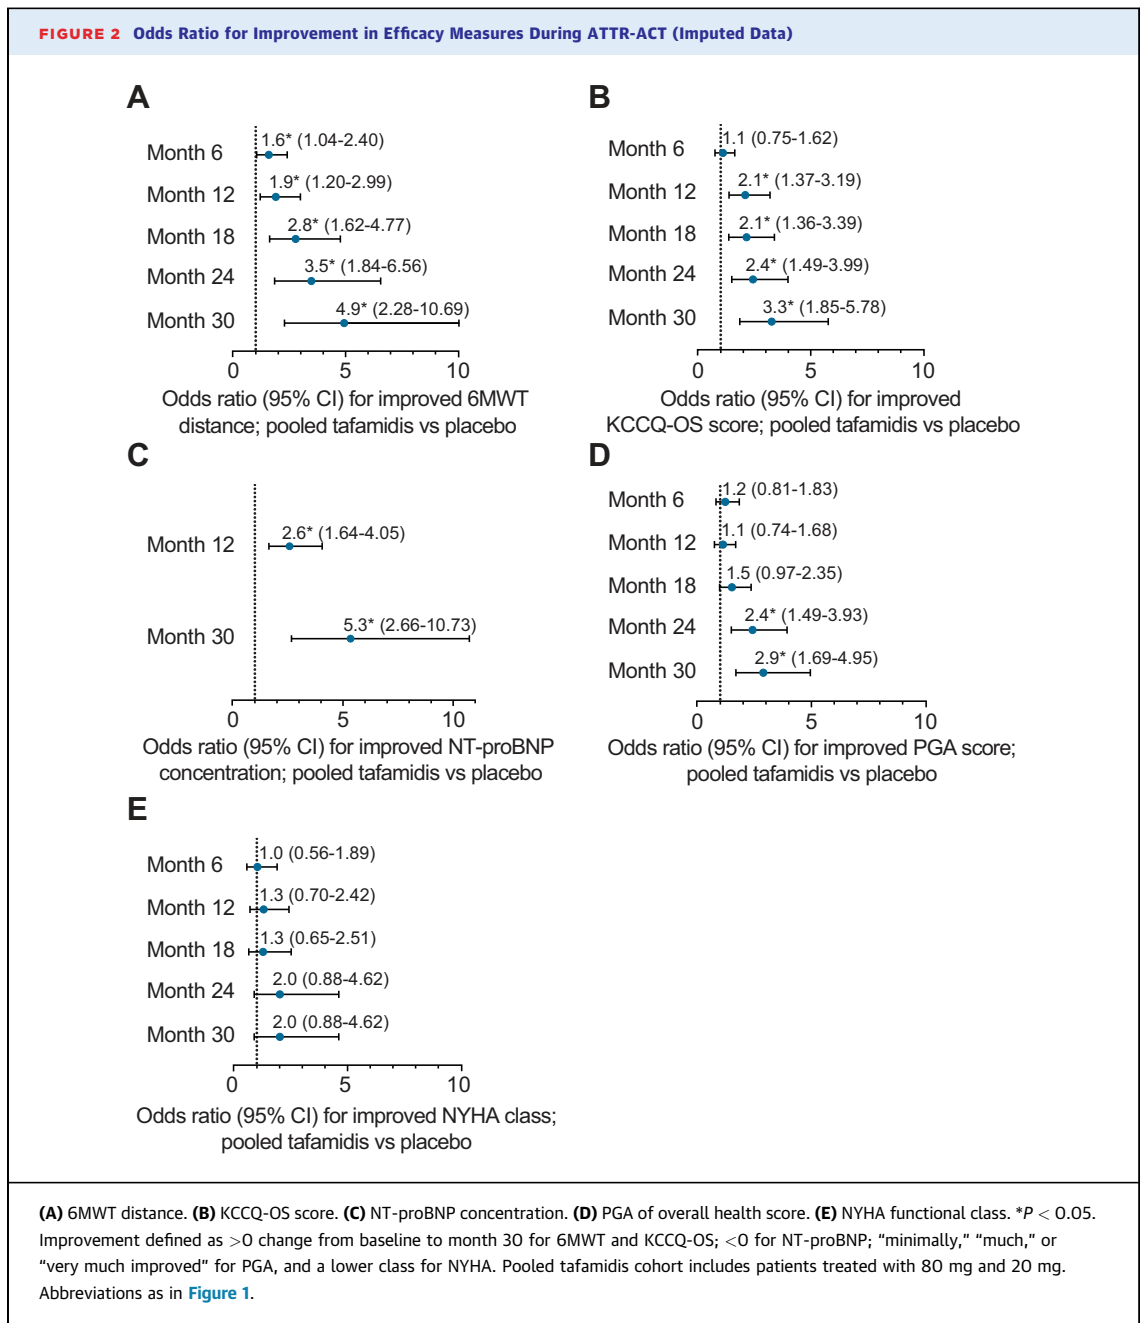 FIGURE 2 Odds Ratio for Improvement in Efficacy Measures During ATTR-ACT (Imputed Data)
A
Month 6
1.6* (1.04-2.40)
Month 12
1.9* (1.20-2.99)
Month 18
2.8* (1.62-4.77)
Month 24
3.5* (1.84-6.56)
Month 30
4.9* (2.28-10.69)
0 5 10
Odds ratio (95% CI) for improved 6MWT
distance; pooled tafamidis vs placebo
B
Month 6
1.1 (0.75-1.62)
Month 12
2.1* (1.37-3.19)
Month 18
2.1* (1.36-3.39)
Month 24
2.4* (1.49-3.99)
Month 30
3.3* (1.85-5.78)
0 5 10
Odds ratio (95% CI) for improved
KCCQ-OS score; pooled tafamidis vs placebo
C
Month 12
2.6* (1.64-4.05)
Month 30
5.3* (2.66-10.73)
0 5 10
Odds ratio (95% CI) for improved NT-proBNP
concentration; pooled tafamidis vs placebo
D
Month 6
1.2 (0.81-1.83)
Month 12
1.1 (0.74-1.68)
Month 18
1.5 (0.97-2.35)
Month 24
2.4* (1.49-3.93)
Month 30
2.9* (1.69-4.95)
0 5 10
Odds ratio (95% CI) for improved PGA score;
pooled tafamidis vs placebo
E
Month 6
1.0 (0.56-1.89)
Month 12
1.3 (0.70-2.42)
Month 18
1.3 (0.65-2.51)
Month 24
2.0 (0.88-4.62)
Month 30
2.0 (0.88-4.62)
0 5 10
Odds ratio (95% CI) for improved NYHA class;
pooled tafamidis vs placebo
(A) 6MWT distance. (B) KCCQ-OS score. (C) NT-proBNP concentration. (D) PGA of overall health score. (E) NYHA functional class. *P < 0.05.
Improvement defined as >0 change from baseline to month 30 for 6MWT and KCCQ-OS; <0 for NT-proBNP; “minimally,” “much,” or
“very much improved” for PGA, and a lower class for NYHA. Pooled tafamidis cohort includes patients treated with 80 mg and 20 mg.
Abbreviations as in Figure 1.